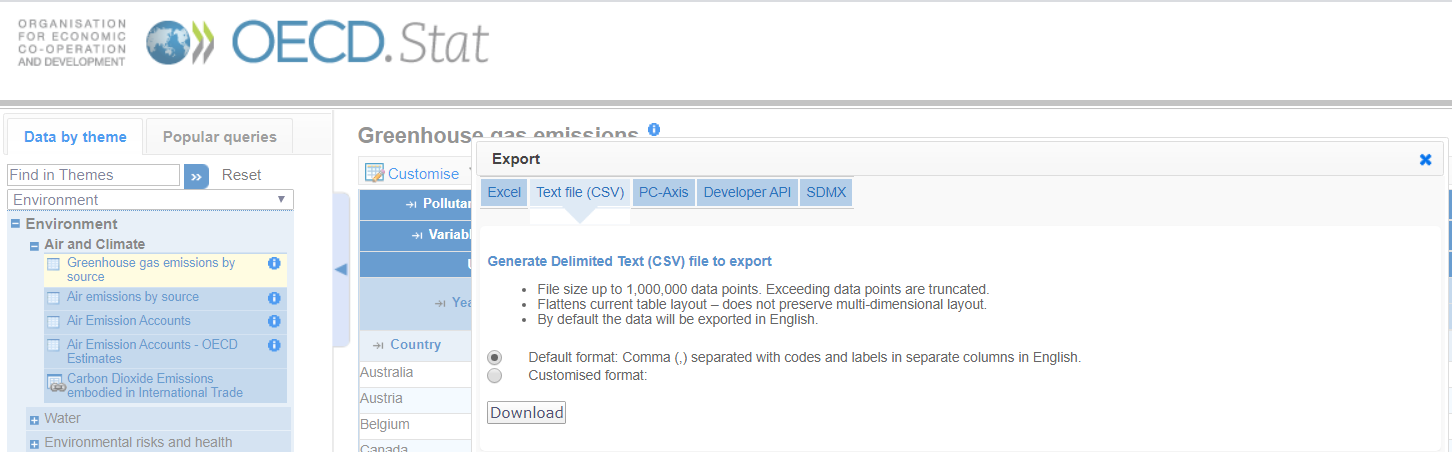 ORGANISATION
FOR ECONOMIC
CO-OPERATION
AND DEVELOPMENT
OECD.Stat
Data by theme
Popular queries
Find in Themes
»
Reset
Environment
Environment
Air and Climate
Greenhouse gas emissions by
source
Air emissions by source
Air Emission Accounts
Air Emission Accounts - OECD
Estimates
Carbon Dioxide Emissions
embodied in International Trade
Water
Environmental risks and health
Greenhouse gas emissions
Customise
Pollutan
Variabl
Yea
Country
Australia
Austria
Belgium
Canada
Export
Excel
Text file (CSV)
PC-Axis
Developer API
SDMX
Generate Delimited Text (CSV) file to export
• File size up to 1,000,000 data points. Exceeding data points are truncated.
• Flattens current table layout – does not preserve multi-dimensional layout.
• By default the data will be exported in English.
Default format: Comma (,) separated with codes and labels in separate columns in English.
Customised format:
Download